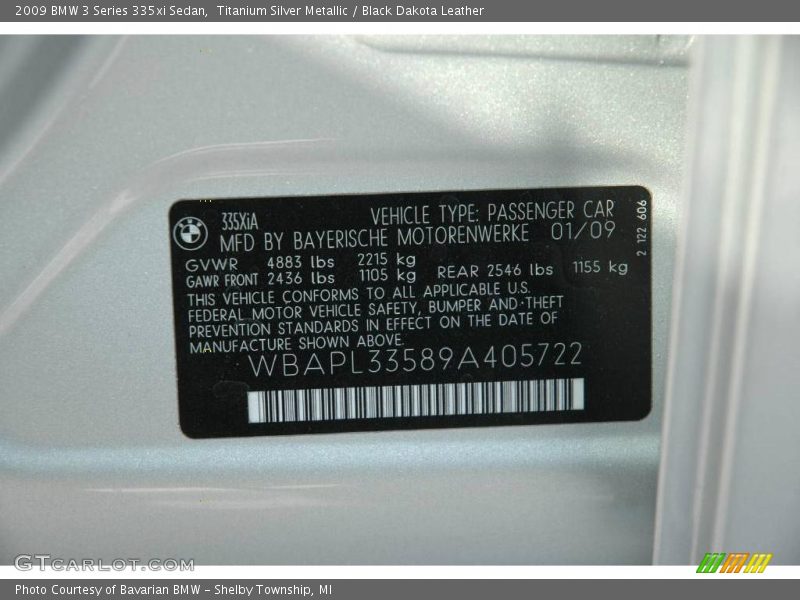 2009 BMW 3 Series 335xi Sedan,  Titanium Silver Metallic / Black Dakota Leather
335XiA
VEHICLE TYPE: PASSENGER CAR
MFD BY BAYERISCHE MOTORENWERKE 01/09
2 122 606
GVWR 4883 lbs 2215 kg
GAWR FRONT 2436 lbs 1105 kg REAR 2546 lbs 1155 kg
THIS VEHICLE CONFORMS TO ALL APPLICABLE U.S.
FEDERAL MOTOR VEHICLE SAFETY, BUMPER AND THEFT
PREVENTION STANDARDS IN EFFECT ON THE DATE OF
MANUFACTURE SHOWN ABOVE.
WBAPL33589A405722
GTcarlot.com
Photo Courtesy of Bavarian BMW – Shelby Township, MI